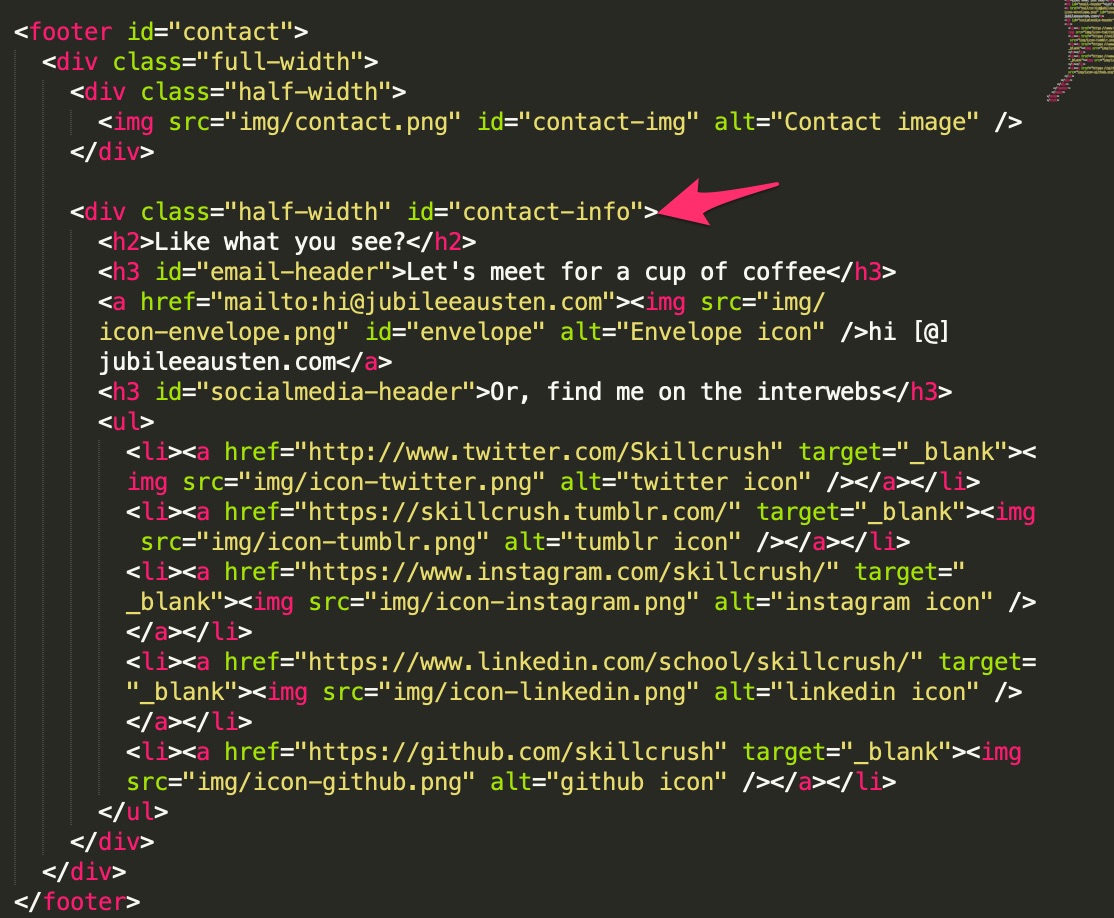 <footer id="contact">
<div class="full-width">
<div class="half-width">
<img src="img/contact.png" id="contact-img" alt="Contact image" />
</div>
<div class="half-width" id="contact-info">
<h2>Like what you see?</h2>
<h3 id="email-header">Let's meet for a cup of coffee</h3>
<a href="mailto:hi@jubileeausten.com"><img src="img/
icon-envelope.png" id="envelope" alt="Envelope icon" />hi [@]
jubileeausten.com</a>
<h3 id="socialmedia-header">Or, find me on the interwebs</h3>
<ul>
<li><a href="http://www.twitter.com/Skillcrush" target="_blank"><
img src="img/icon-twitter.png" alt="twitter icon" /></a></li>
<li><a href="https://skillcrush.tumblr.com/" target="_blank"><img
src="img/icon-tumblr.png" alt="tumblr icon" /></a></li>
<li><a href="https://www.instagram.com/skillcrush/" target="
_blank"><img src="img/icon-instagram.png" alt="instagram icon" />
</a></li>
<li><a href="https://www.linkedin.com/school/skillcrush/" target=
"_blank"><img src="img/icon-linkedin.png" alt="linkedin icon" />
</a></li>
<li><a href="https://github.com/skillcrush" target="_blank"><img
src="img/icon-github.png" alt="github icon" /></a></li>
</ul>
</div>
</div>
</footer>